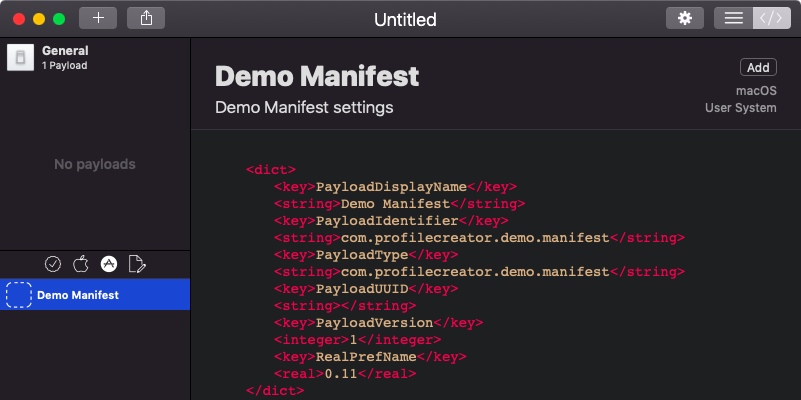 Untitled
General
1 Payload
No payloads
Demo Manifest
Demo Manifest
Demo Manifest settings
Add
macOS
User System
<dict>
<key>PayloadDisplayName</key>
<string>Demo Manifest</string>
<key>PayloadIdentifier</key>
<string>com.profilecreator.demo.manifest</string>
<key>PayloadType</key>
<string>com.profilecreator.demo.manifest</string>
<key>PayloadUUID</key>
<string></string>
<key>PayloadVersion</key>
<integer>1</integer>
<key>RealPrefName</key>
<real>0.11</real>
</dict>